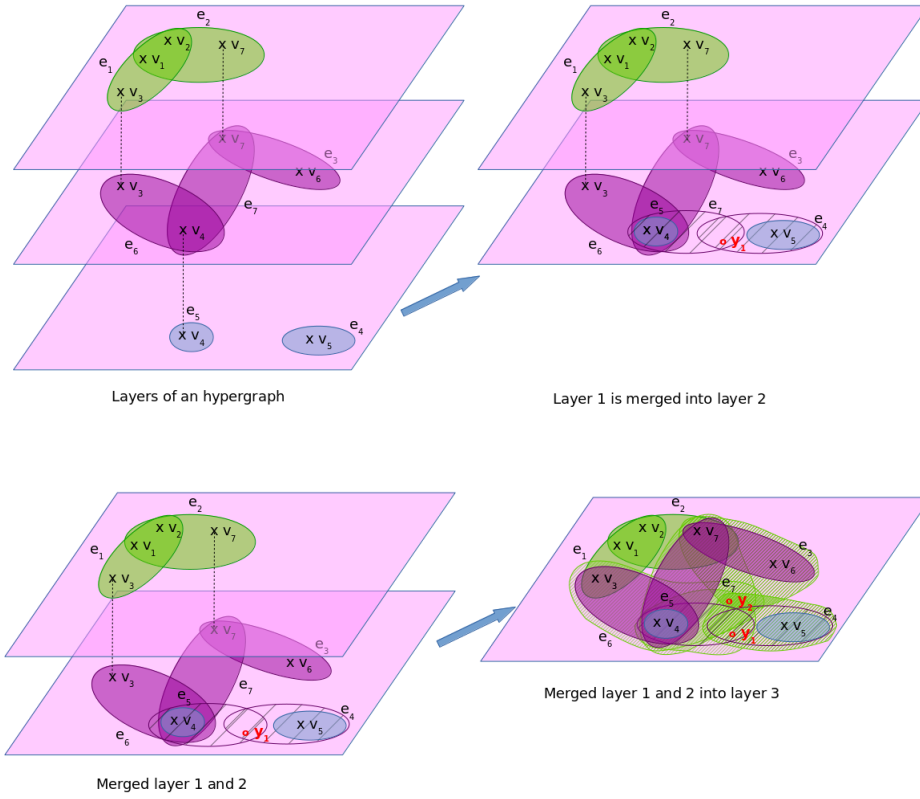 e2
x v2
x v7
x v1
e1
x v3
x v7
e3
x v6
x v3
e7
x v4
e6
e5
x v4
e4
x v5
Layers of an hypergraph
e2
x v2
x v7
x v1
e1
x v3
x v7
e3
x v6
x v3
e5
e7
e4
x v4
x v5
y1
e6
Layer 1 is merged into layer 2
e2
x v2
x v7
x v1
e1
x v3
x v7
e3
x v6
x v3
e7
e5
e4
x v4
x v5
y1
e6
Merged layer 1 and 2
e2
x v2
x v7
x v1
e3
e1
x v6
x v3
e7
e5
y2
e4
x v4
x v5
y1
e6
Merged layer 1 and 2 into layer 3